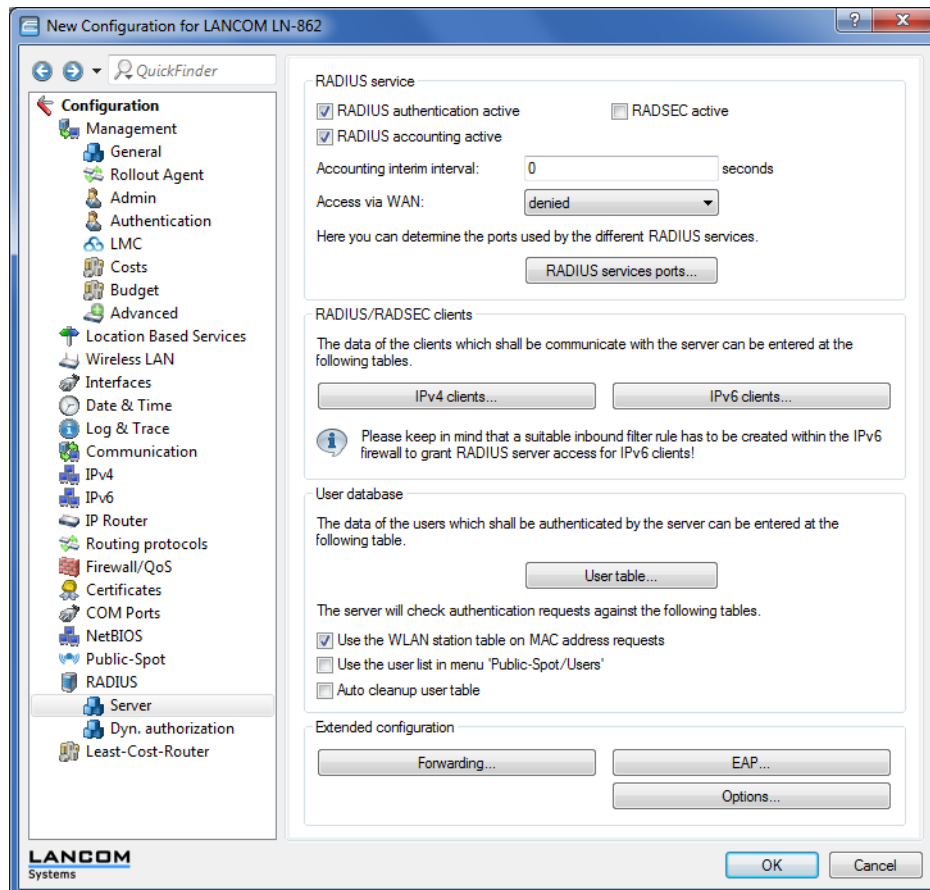 New Configuration for LANCOM LN-862
QuickFinder
Configuration
Management
General
Rollout Agent
Admin
Authentication
LMC
Costs
Budget
Advanced
Location Based Services
Wireless LAN
Interfaces
Date & Time
Log & Trace
Communication
IPv4
IPv6
IP Router
Routing protocols
Firewall/QoS
Certificates
COM Ports
NetBIOS
Public-Spot
RADIUS
Server
Dyn. authorization
Least-Cost-Router
RADIUS service
RADIUS authentication active RADSEC active
RADIUS accounting active
Accounting interim interval: 0 seconds
Access via WAN: denied
Here you can determine the ports used by the different RADIUS services.
RADIUS services ports...
RADIUS/RADSEC clients
The data of the clients which shall be communicate with the server can be entered at the
following tables.
IPv4 clients... IPv6 clients...
Please keep in mind that a suitable inbound filter rule has to be created within the IPv6
firewall to grant RADIUS server access for IPv6 clients!
User database
The data of the users which shall be authenticated by the server can be entered at the
following table.
User table...
The server will check authentication requests against the following tables.
Use the WLAN station table on MAC address requests
Use the user list in menu 'Public-Spot/Users'
Auto cleanup user table
Extended configuration
Forwarding... EAP...
Options...
LANCOM
Systems
OK Cancel